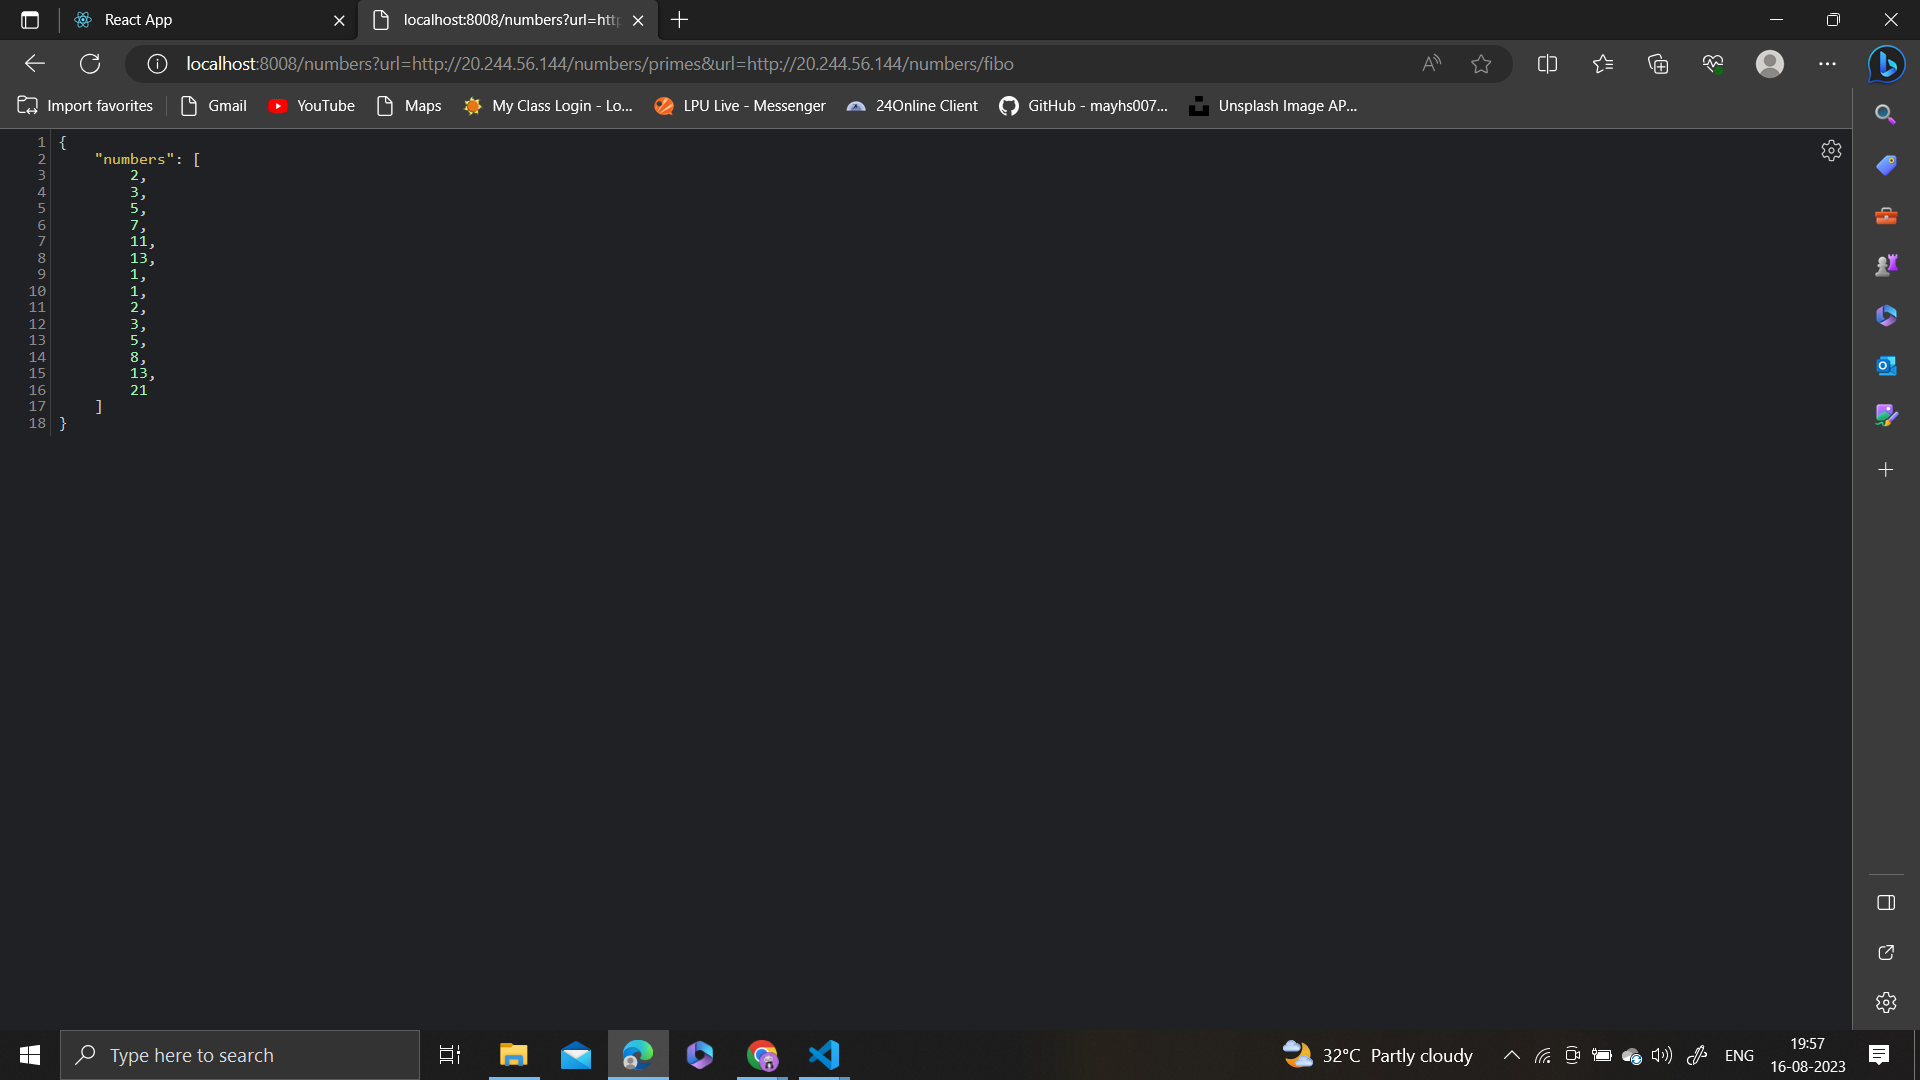 React App
localhost:8008/numbers?url=htt
localhost:8008/numbers?url=http://20.244.56.144/numbers/primes&url=http://20.244.56.144/numbers/fibo
Import favorites Gmail YouTube Maps My Class Login - Lo... LPU Live - Messenger 24Online Client GitHub - mayhs007... Unsplash Image AP...
1 {
2 "numbers": [
3 2,
4 3,
5 5,
6 7,
7 11,
8 13,
9 1,
10 1,
11 2,
12 3,
13 5,
14 8,
15 13,
16 21
17 ]
18 }
Type here to search
32°C Partly cloudy
ENG
19:57
16-08-2023